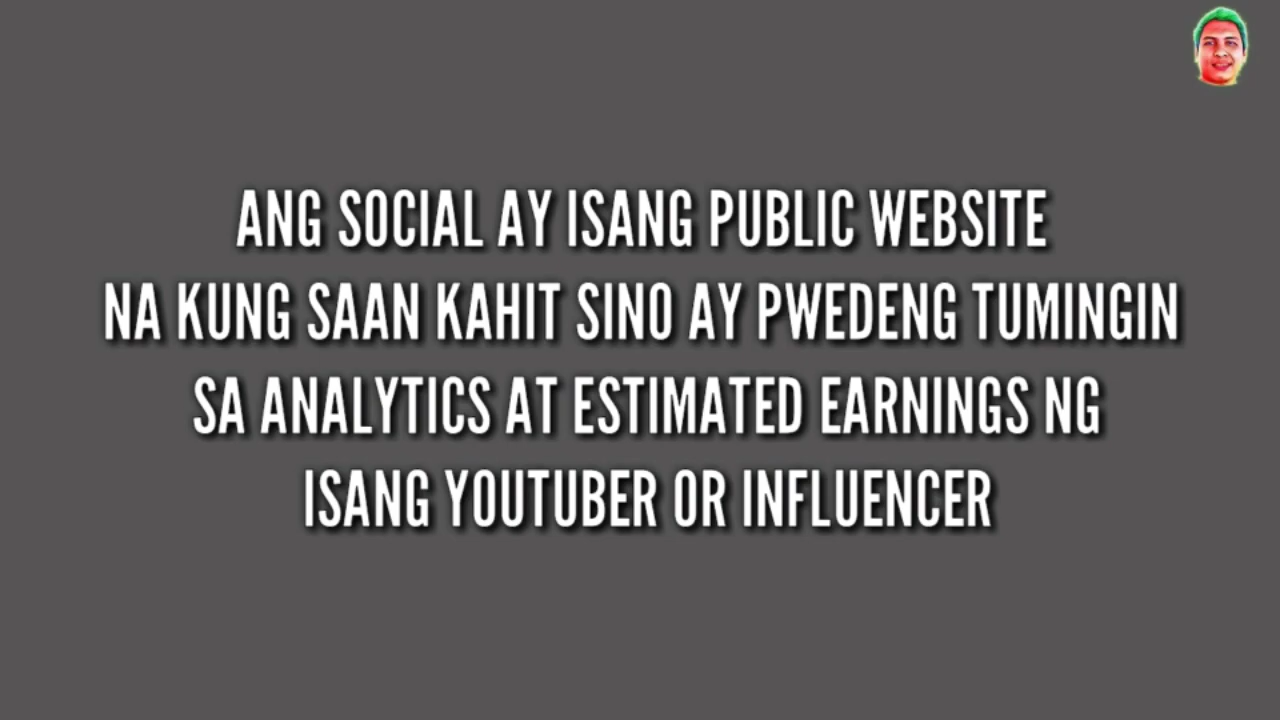 ANG SOCIAL AY ISANG PUBLIC WEBSITE
NA KUNG SAAN KAHIT SINO AY PWEDENG TUMINGIN
SA ANALYTICS AT ESTIMATED EARNINGS NG
ISANG YOUTUBER OR INFLUENCER